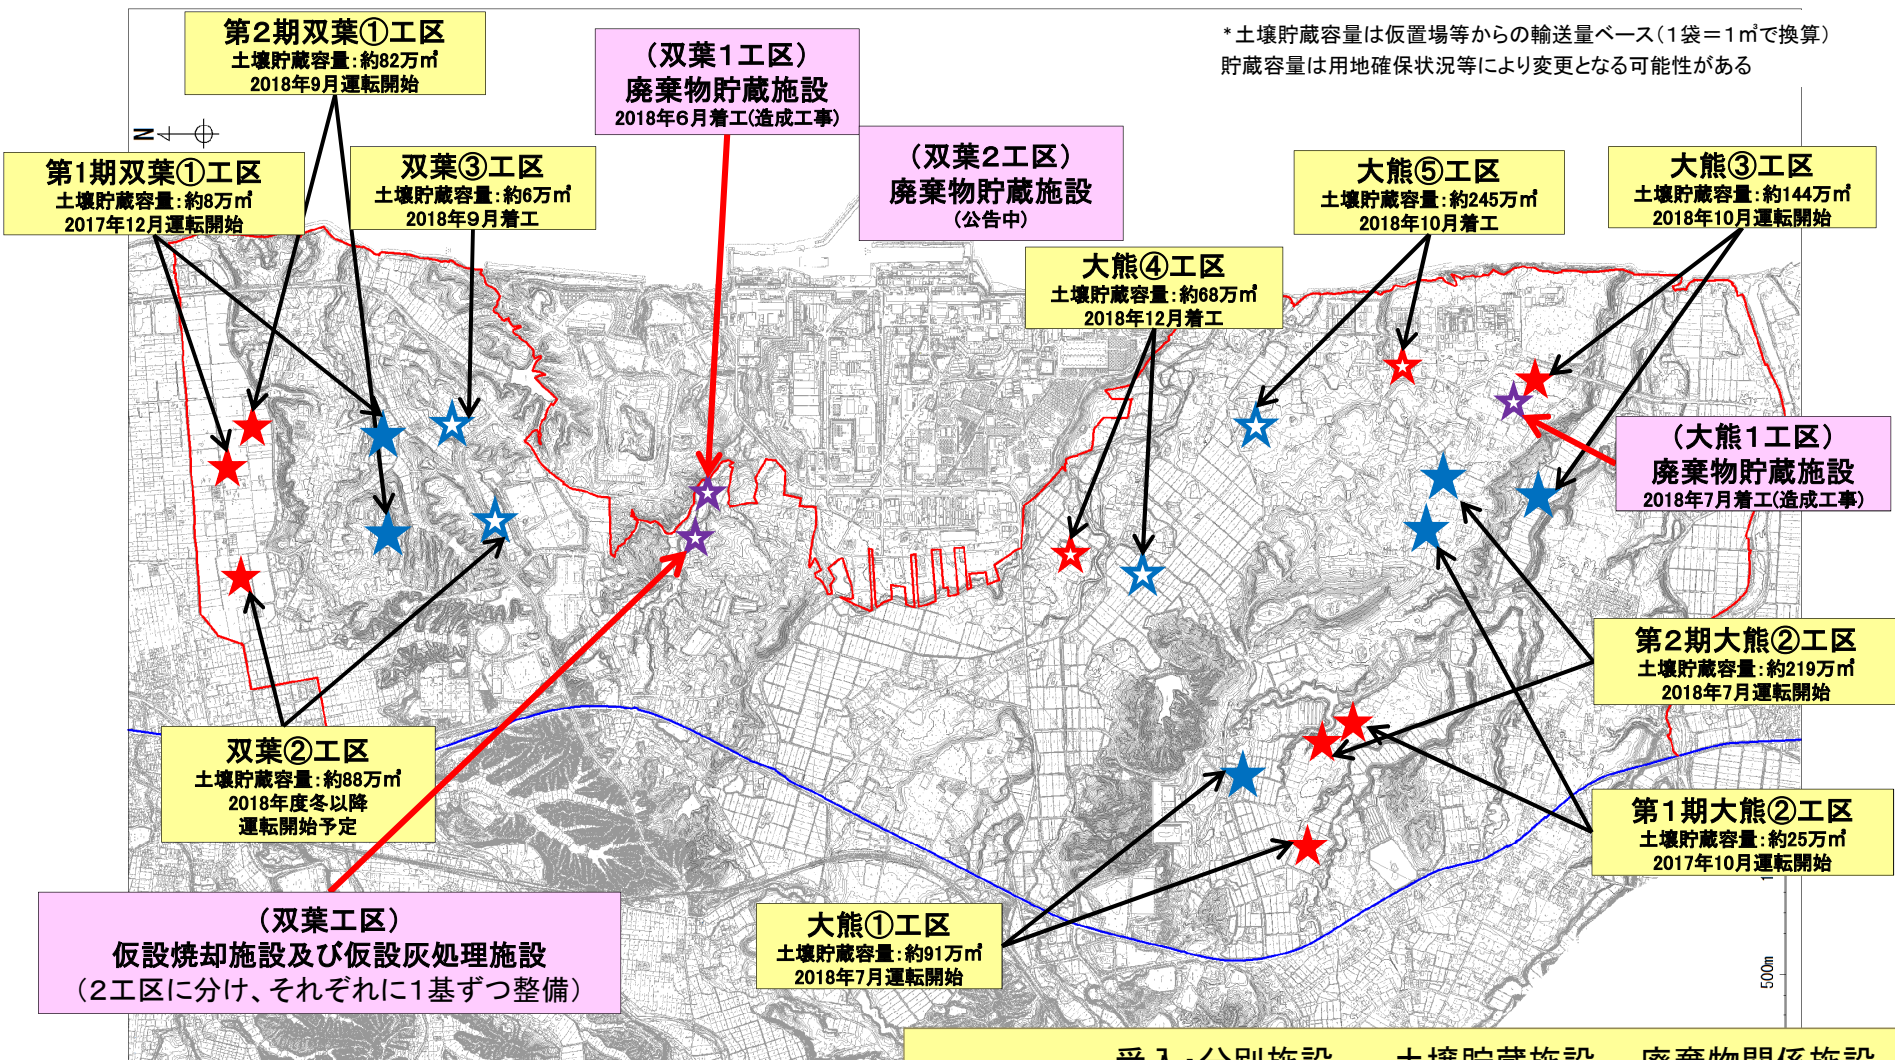 第2期双葉①工区
土壌貯蔵容量:約82万㎥
2018年9月運転開始
（双葉1工区）
廃棄物貯蔵施設
2018年6月着工(造成工事)
*土壌貯蔵容量は仮置場等からの輸送量ベース(1袋=1㎥で換算)
貯蔵容量は用地確保状況等により変更となる可能性がある
N
第1期双葉①工区
土壌貯蔵容量:約8万㎥
2017年12月運転開始
双葉③工区
土壌貯蔵容量:約6万㎥
2018年9月着工
（双葉2工区）
廃棄物貯蔵施設
(公告中)
大熊⑤工区
土壌貯蔵容量:約245万㎥
2018年10月着工
大熊③工区
土壌貯蔵容量:約144万㎥
2018年10月運転開始
大熊④工区
土壌貯蔵容量:約68万㎥
2018年12月着工
（大熊1工区）
廃棄物貯蔵施設
2018年7月着工(造成工事)
第2期大熊②工区
土壌貯蔵容量:約219万㎥
2018年7月運転開始
双葉②工区
土壌貯蔵容量:約88万㎥
2018年度冬以降
運転開始予定
第1期大熊②工区
土壌貯蔵容量:約25万㎥
2017年10月運転開始
（双葉工区）
仮設焼却施設及び仮設灰処理施設
（2工区に分け、それぞれに1基ずつ整備）
大熊①工区
土壌貯蔵容量:約91万㎥
2018年7月運転開始
500m
受入・分別施設 土壌貯蔵施設 廃棄物関係施設